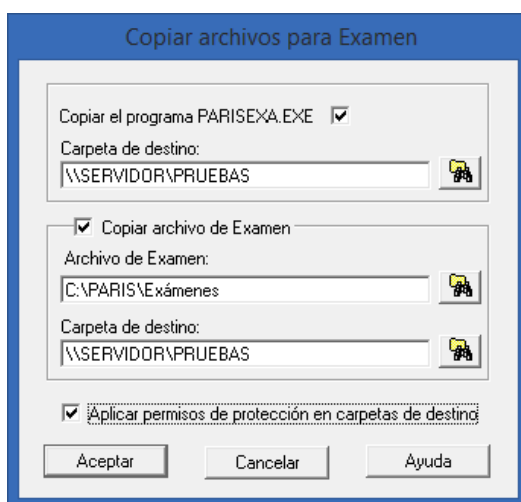 Copiar archivos para Examen
Copiar el programa PARISEXA.EXE
Carpeta de destino:
\\SERVIDOR\PRUEBAS
Copiar archivo de Examen
Archivo de Examen:
C:\PARIS\Exámenes
Carpeta de destino:
\\SERVIDOR\PRUEBAS
Aplicar permisos de protección en carpetas de destino
Aceptar Cancelar Ayuda